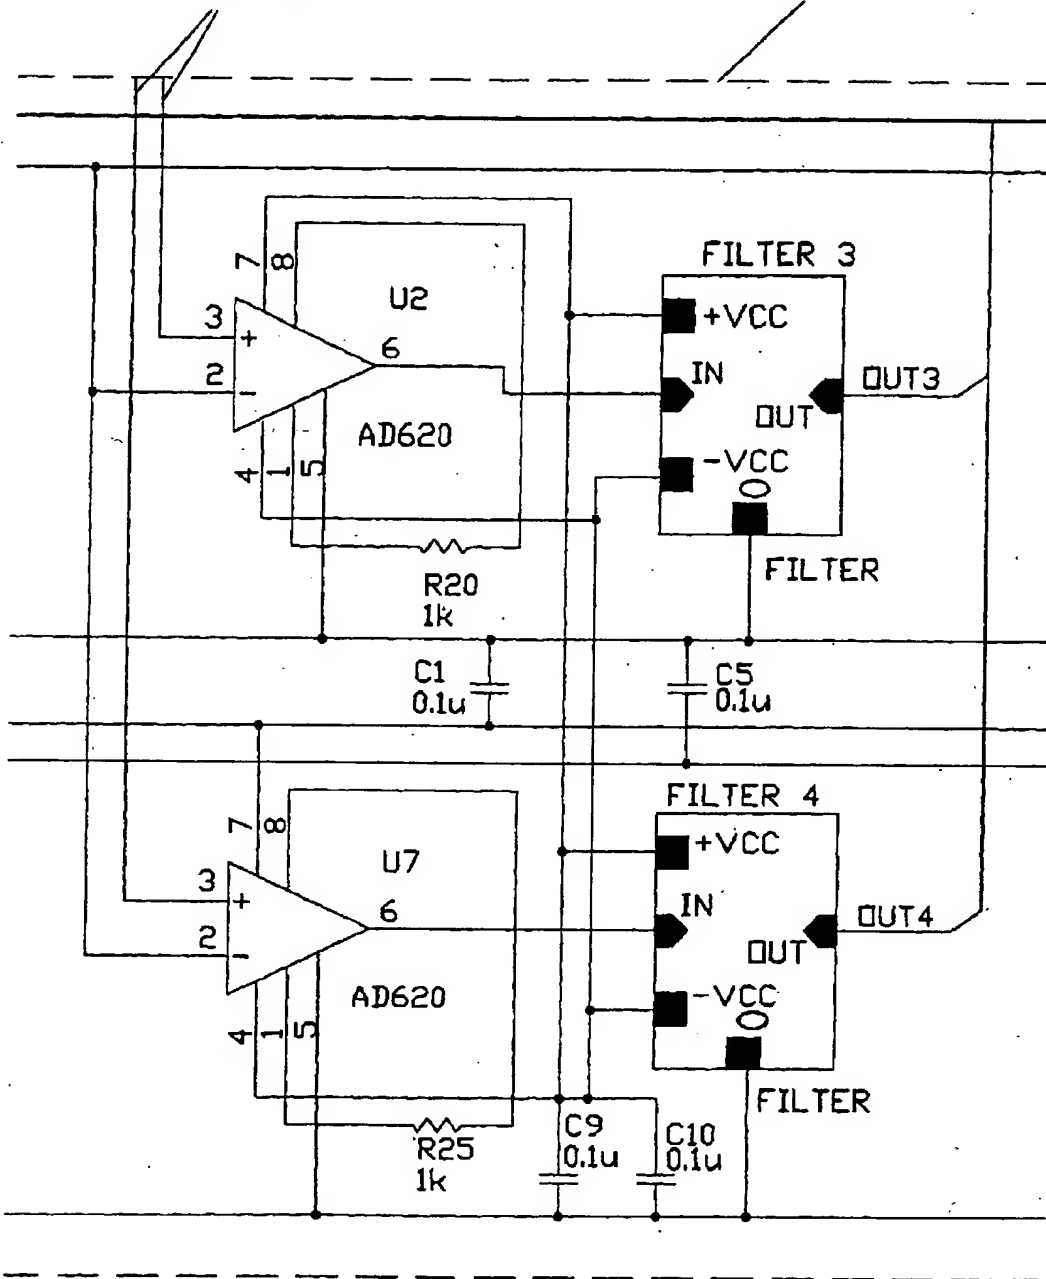 FILTER 3
7
8
U2
3
+
+VCC
6
2
-
IN
OUT3
OUT
AD620
-VCC
4
1
5
0
FILTER
R20
1k
C1
0.1u
C5
0.1u
FILTER 4
7
8
+VCC
U7
3
+
6
IN
OUT4
2
-
OUT
AD620
-VCC
0
4
1
5
FILTER
C9
0.1u
C10
0.1u
R25
1k